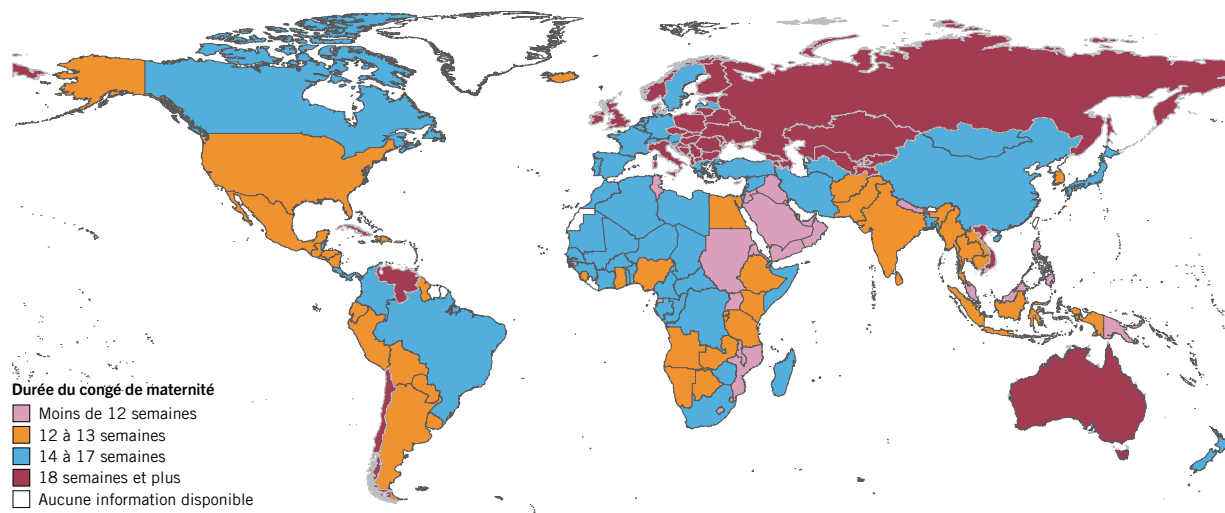 Durée du congé de maternité
Moins de 12 semaines
12 à 13 semaines
14 à 17 semaines
18 semaines et plus
Aucune information disponible